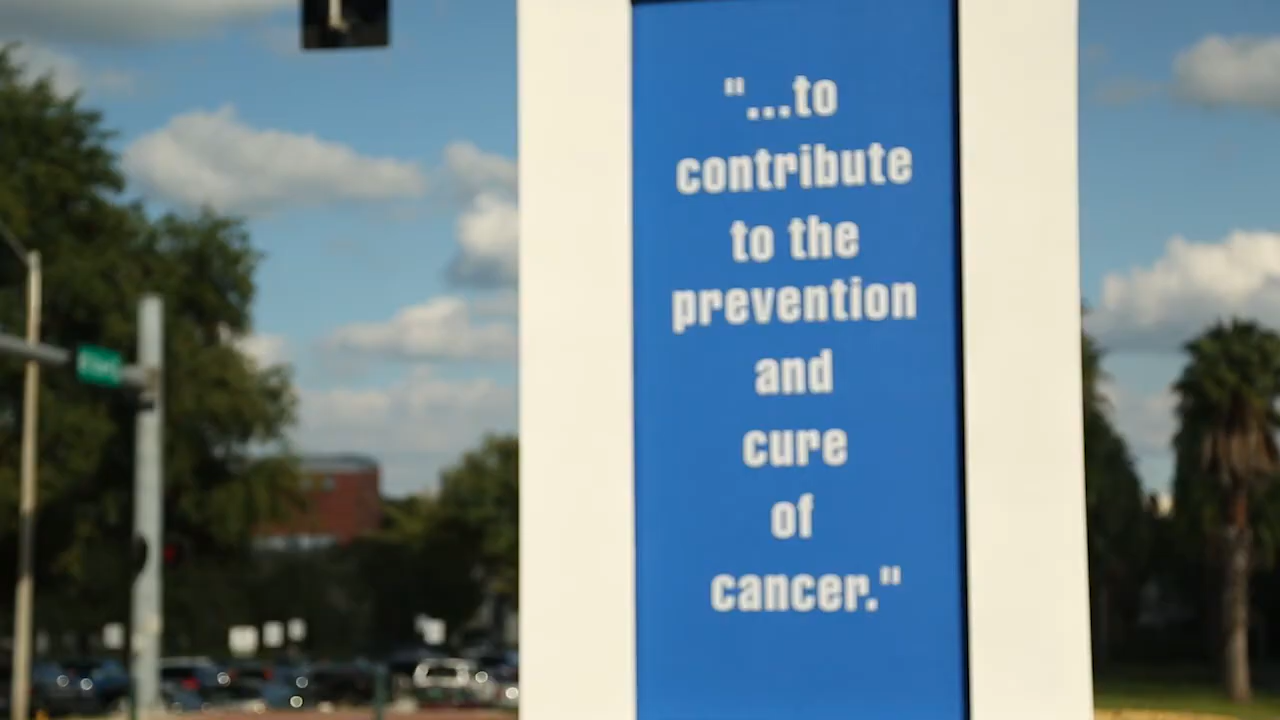 "...to
contribute
to the
prevention
and
cure
of
cancer."